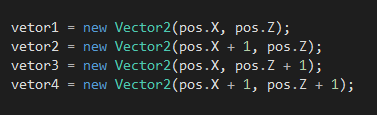 vetor1 = new Vector2(pos.X, pos.Z);
vetor2 = new Vector2(pos.X + 1, pos.Z);
vetor3 = new Vector2(pos.X, pos.Z + 1);
vetor4 = new Vector2(pos.X + 1, pos.Z + 1);